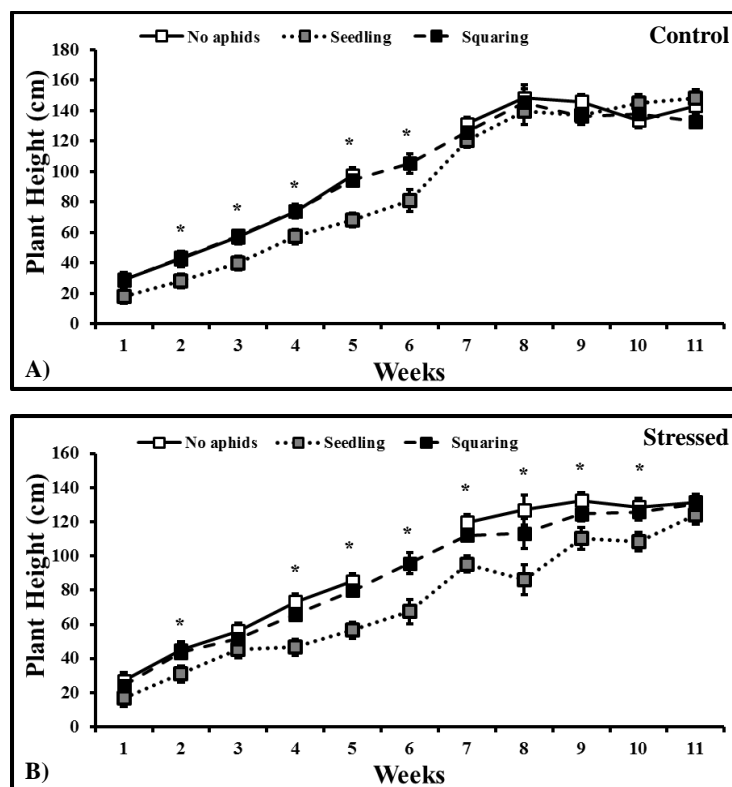 180 No aphids Seedling Squaring Control
160
140
120
100
80
60
40
20
0
* * * * *
1 2 3 4 5 6 7 8 9 10 11
Plant Height (cm)
A) Weeks
160 No aphids Seedling Squaring Stressed
140
120
100
80
60
40
20
0
* * * * * * * *
1 2 3 4 5 6 7 8 9 10 11
Plant Height (cm)
B) Weeks